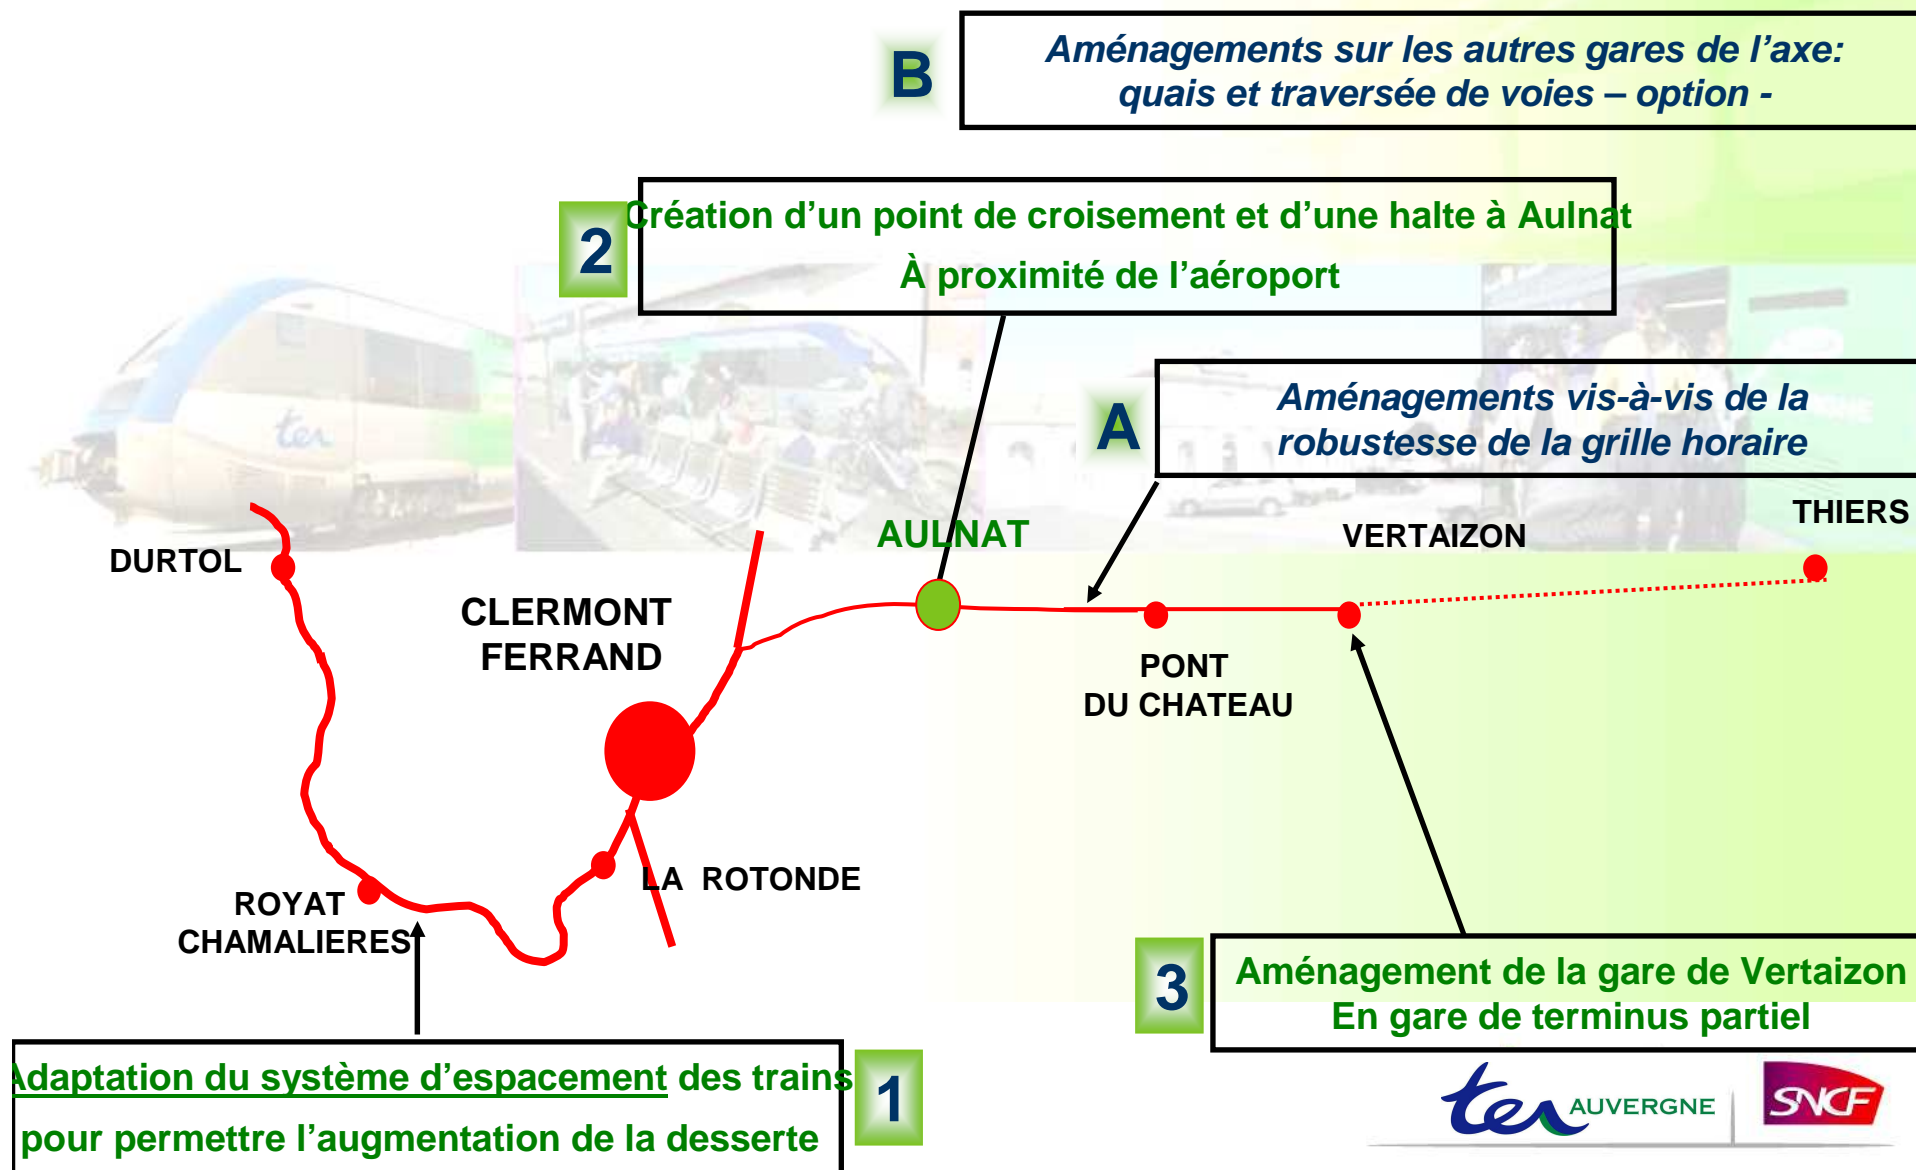 B
Aménagements sur les autres gares de l’axe:
quais et traversée de voies – option -
2
Création d’un point de croisement et d’une halte à Aulnat
À proximité de l’aéroport
A
Aménagements vis-à-vis de la
robustesse de la grille horaire
ter
THIERS
AULNAT
VERTAIZON
DURTOL
CLERMONT
FERRAND
PONT
DU CHATEAU
LA ROTONDE
ROYAT
CHAMALIERES
3
Aménagement de la gare de Vertaizon
En gare de terminus partiel
Adaptation du système d’espacement des trains
pour permettre l’augmentation de la desserte
1
ter AUVERGNE
SNCF